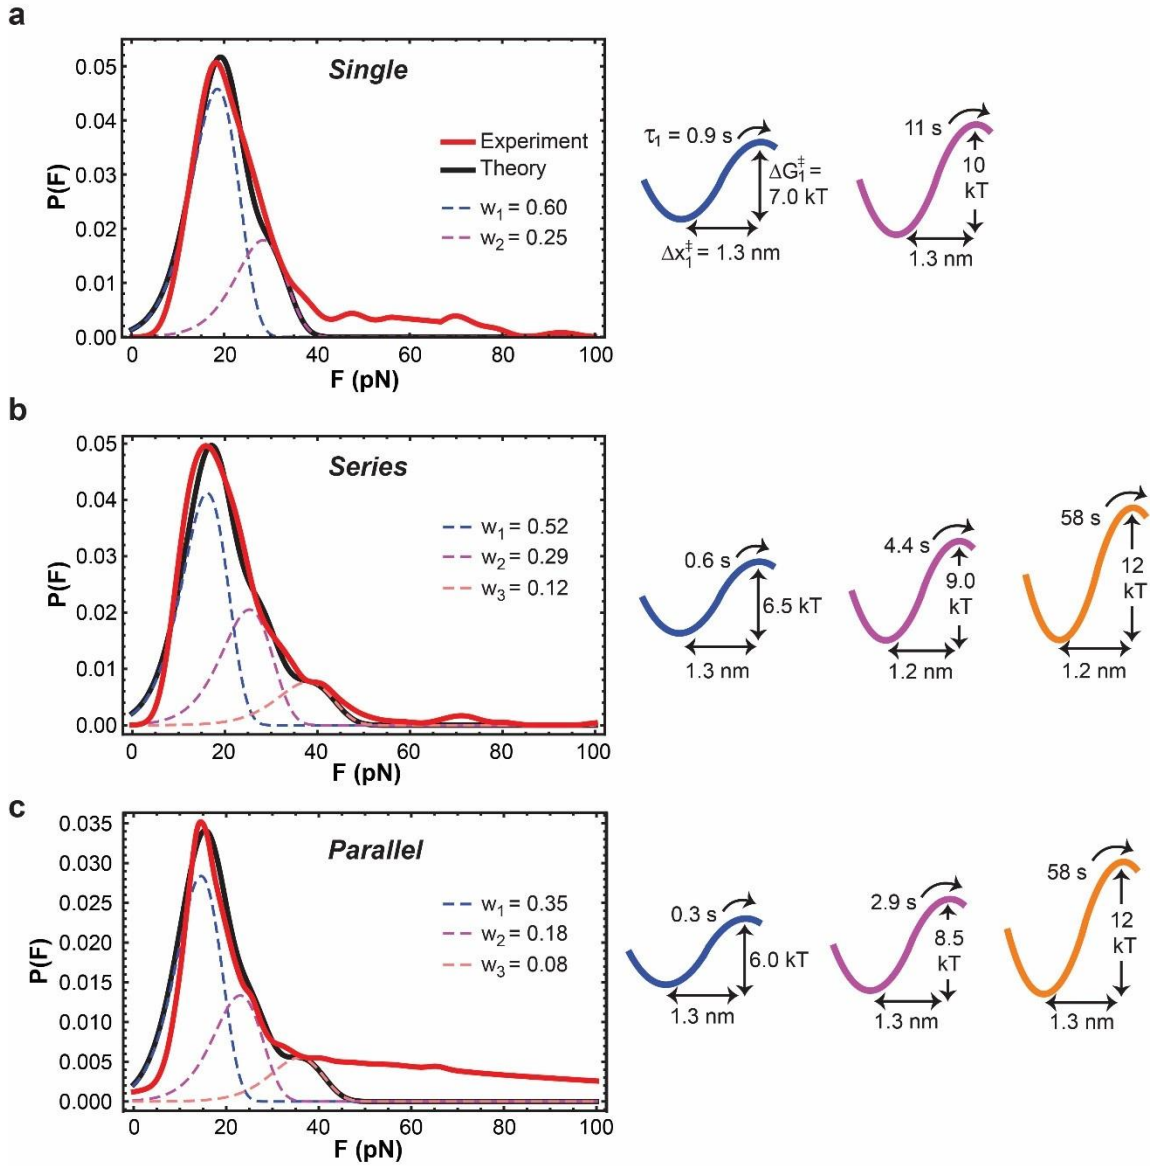 a
Single
P(F)
0.05
0.04
0.03
0.02
0.01
0.00
0 20 40 60 80 100
F (pN)
Experiment
Theory
w1 = 0.60
w2 = 0.25
τ1 = 0.9 s
ΔG1‡ =
7.0 kT
Δx1‡ = 1.3 nm
11 s
10
kT
1.3 nm
b
Series
P(F)
0.05
0.04
0.03
0.02
0.01
0.00
0 20 40 60 80 100
F (pN)
w1 = 0.52
w2 = 0.29
w3 = 0.12
0.6 s
6.5 kT
1.3 nm
4.4 s
9.0
kT
1.2 nm
58 s
12
kT
1.2 nm
c
Parallel
P(F)
0.035
0.030
0.025
0.020
0.015
0.010
0.005
0.000
0 20 40 60 80 100
F (pN)
w1 = 0.35
w2 = 0.18
w3 = 0.08
0.3 s
6.0 kT
1.3 nm
2.9 s
8.5
kT
1.3 nm
58 s
12
kT
1.3 nm